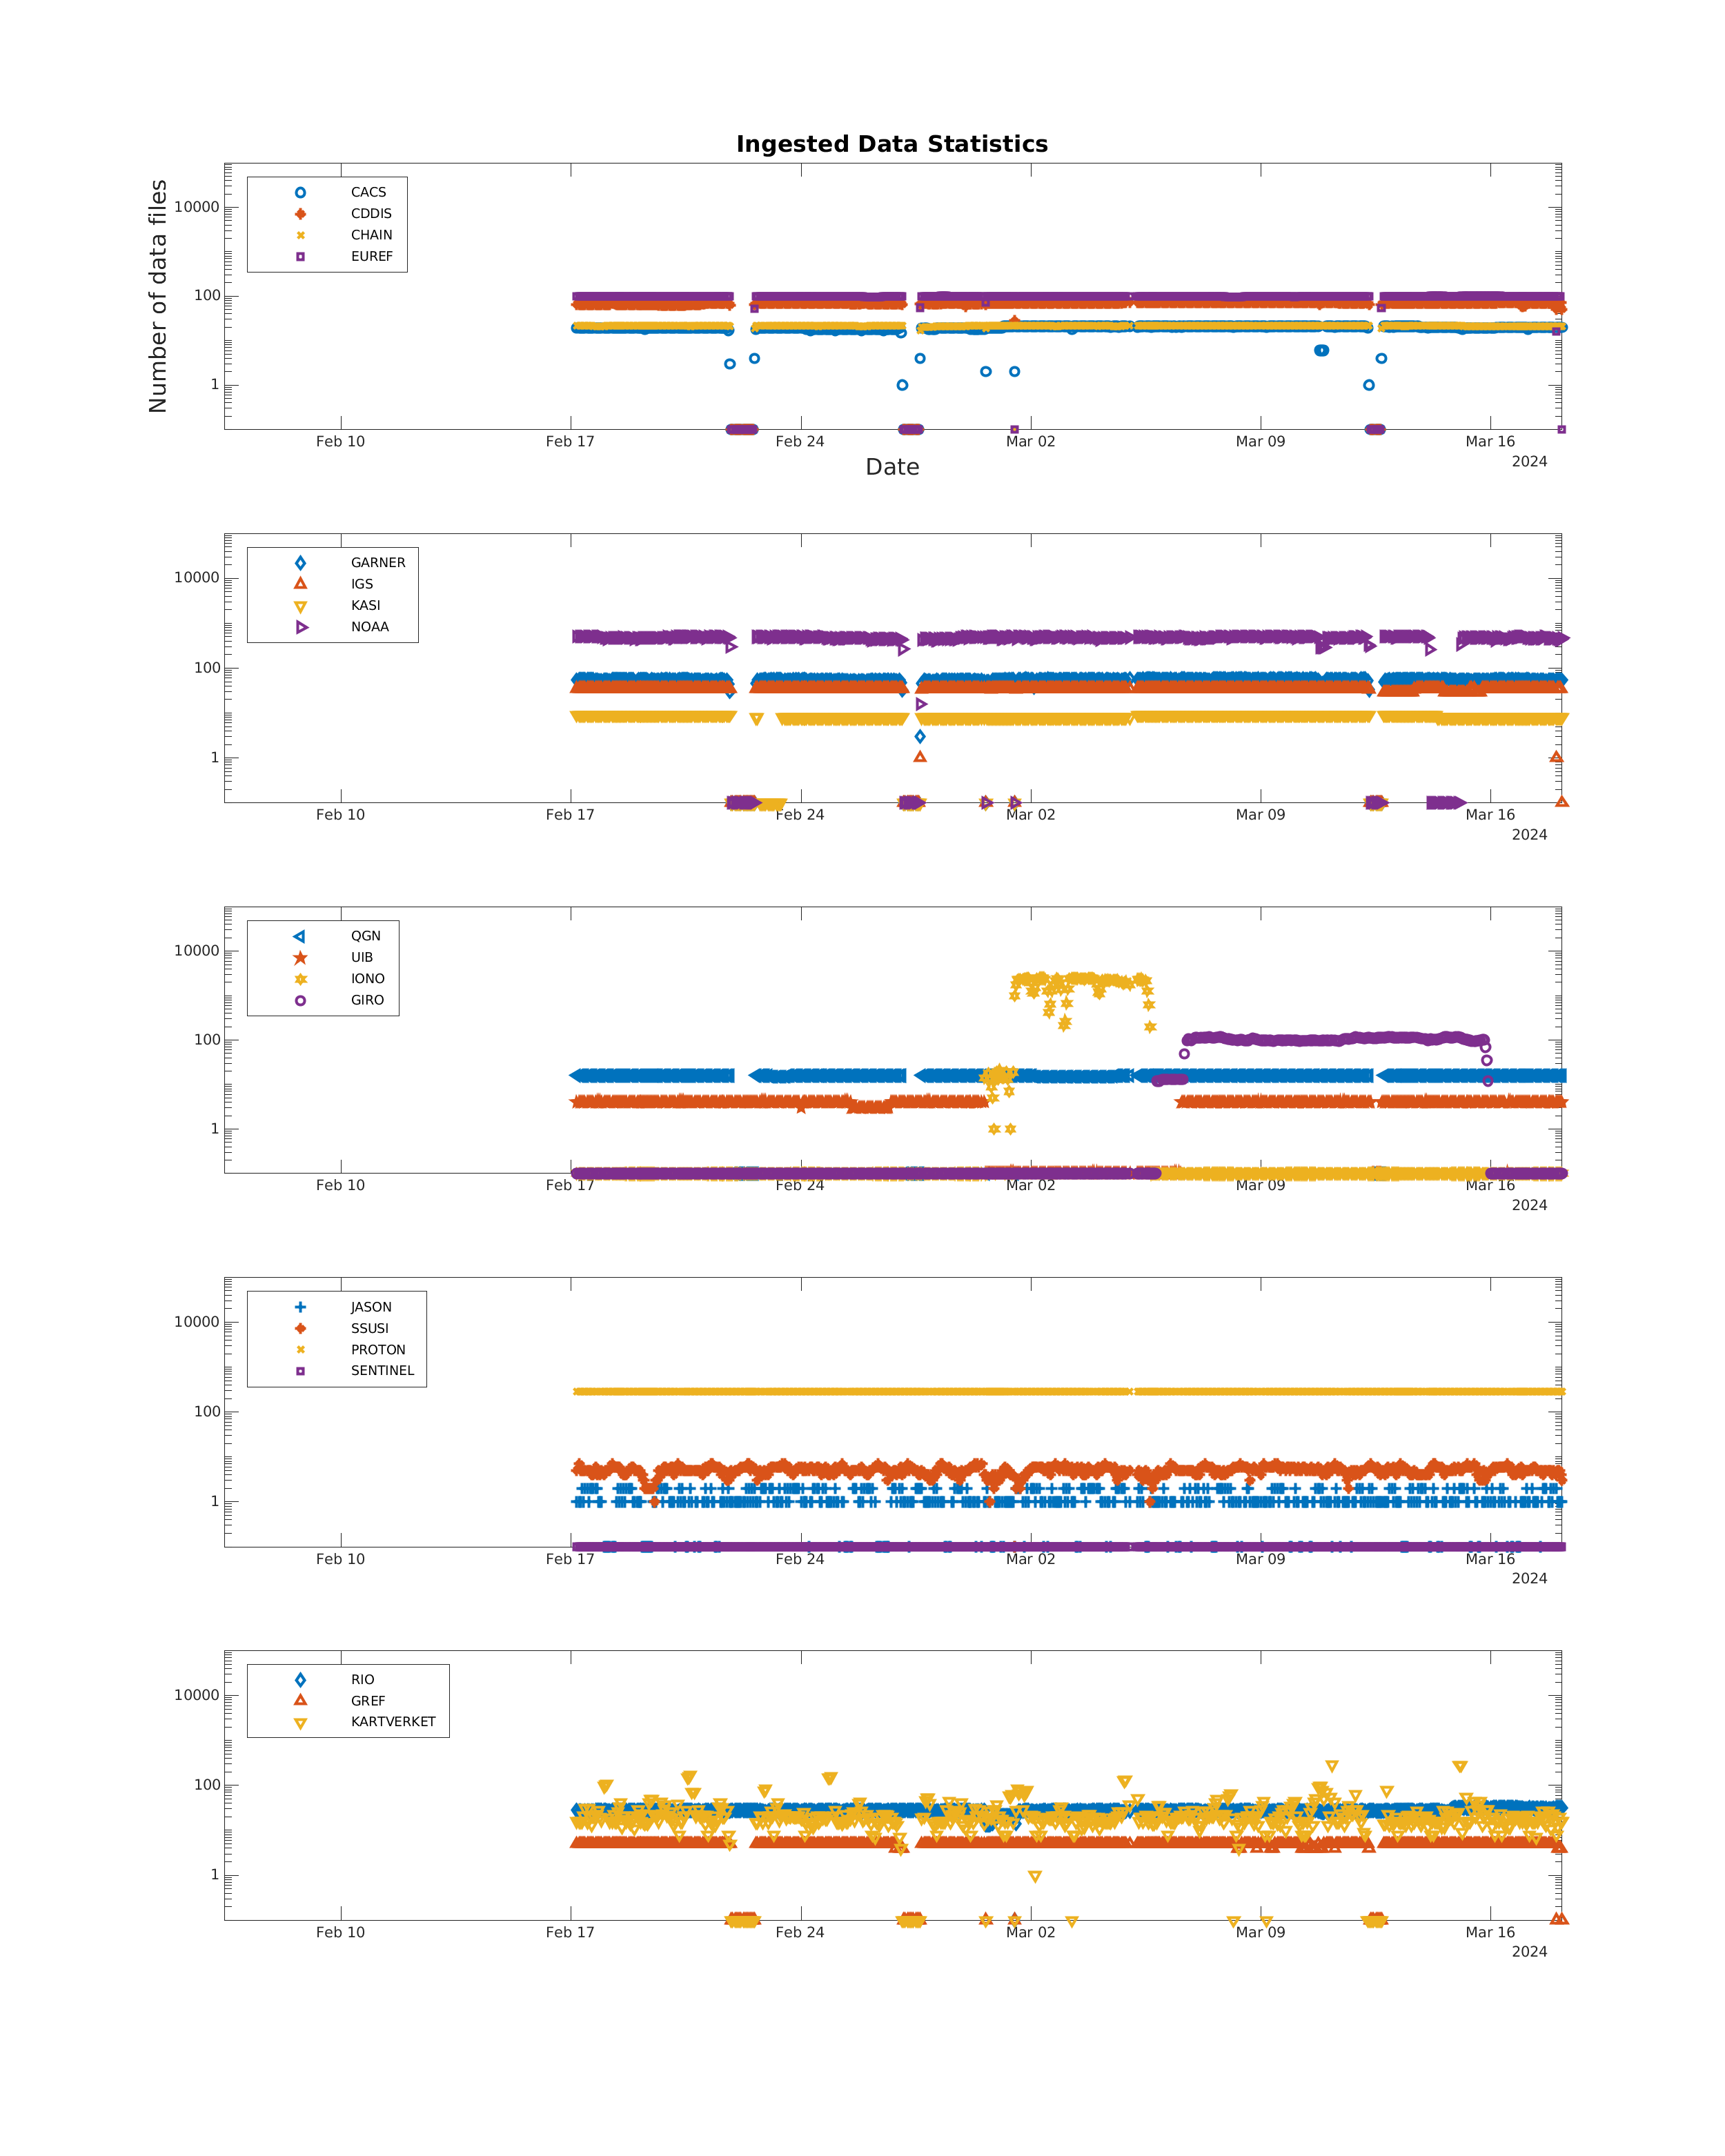 Ingested Data Statistics
Number of data files
10000
100
1
CACS
CDDIS
CHAIN
EUREF
Feb 10 Feb 17 Feb 24 Mar 02 Mar 09 Mar 16
2024
Date
10000
100
1
GARNER
IGS
KASI
NOAA
Feb 10 Feb 17 Feb 24 Mar 02 Mar 09 Mar 16
2024
10000
100
1
QGN
UIB
IONO
GIRO
Feb 10 Feb 17 Feb 24 Mar 02 Mar 09 Mar 16
2024
10000
100
1
JASON
SSUSI
PROTON
SENTINEL
Feb 10 Feb 17 Feb 24 Mar 02 Mar 09 Mar 16
2024
10000
100
1
RIO
GREF
KARTVERKET
Feb 10 Feb 17 Feb 24 Mar 02 Mar 09 Mar 16
2024